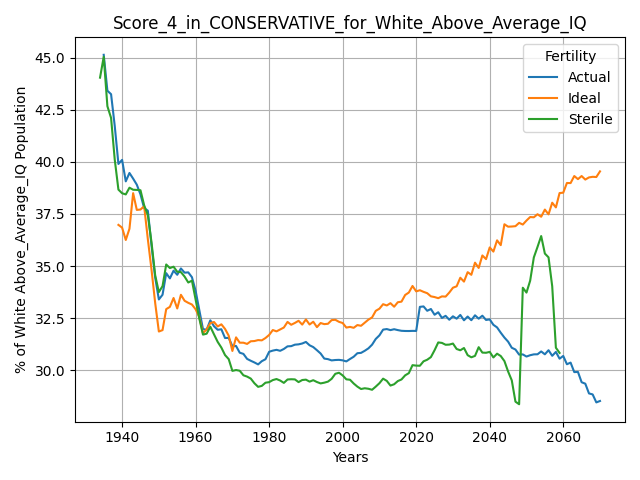 Score_4_in_CONSERVATIVE_for_White_Above_Average_IQ
% of White Above_Average_IQ Population
45.0
42.5
40.0
37.5
35.0
32.5
30.0
Fertility
Actual
Ideal
Sterile
1940
1960
1980
2000
2020
2040
2060
Years